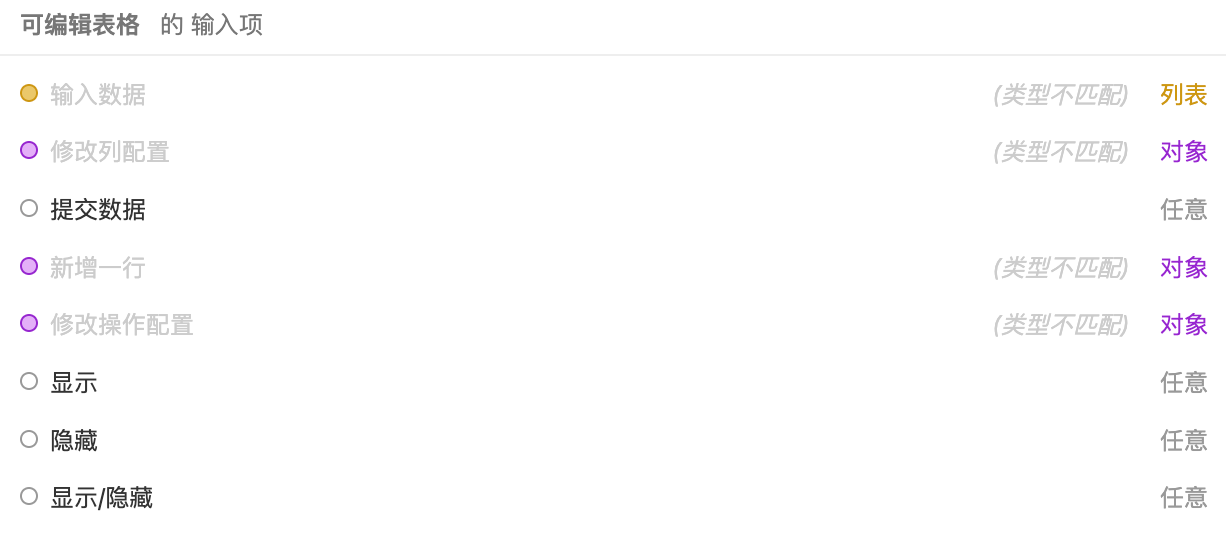 可编辑表格 的 输入项
输入数据 (类型不匹配) 列表
修改列配置 (类型不匹配) 对象
提交数据 任意
新增一行 (类型不匹配) 对象
修改操作配置 (类型不匹配) 对象
显示 任意
隐藏 任意
显示/隐藏 任意